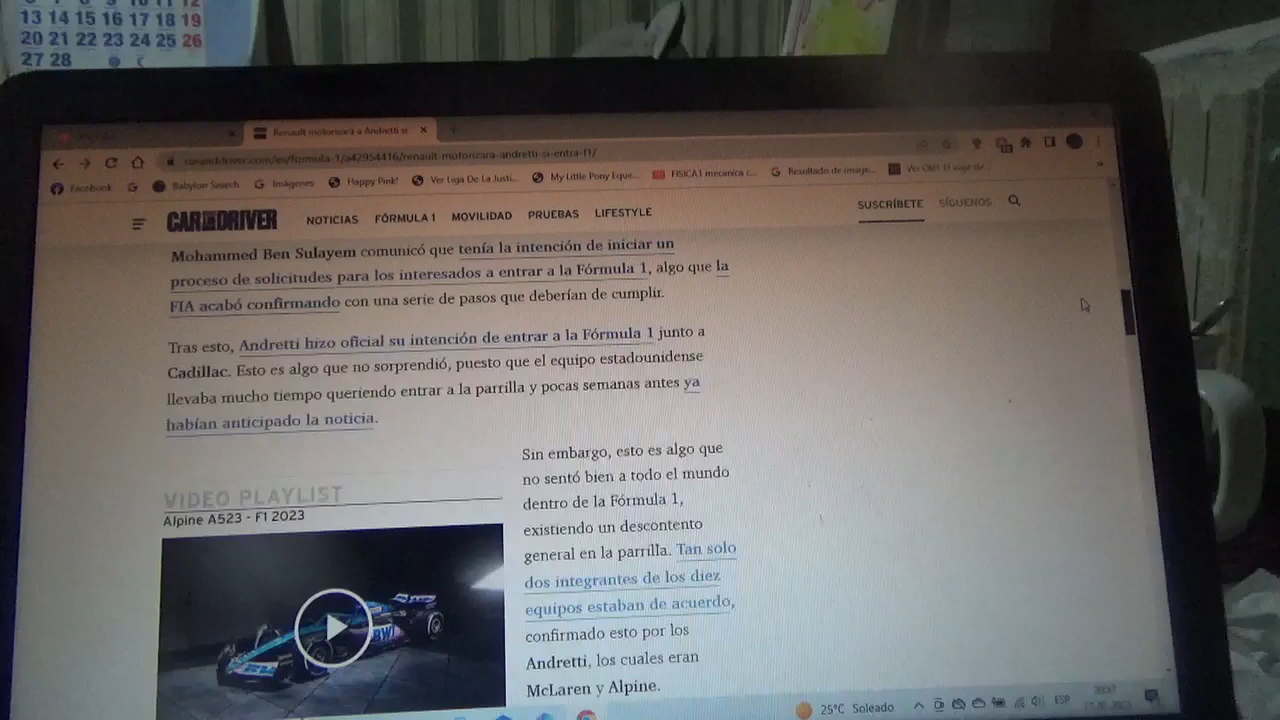 13 14 15 16 17 18 19
20 21 22 23 24 25 26
27 28
Renault motorizará a Andretti si
caranddriver.com/es/formula-1/a42954416/renault-motorizara-andretti-si-entra-f1/
Facebook
Babylon Search
Imágenes
Happy Pink!
Ver Liga De La Justi...
My Little Pony Eque...
FISICA1 mecanica c...
Resultado de image...
CAR AND DRIVER
NOTICIAS
FÓRMULA 1
MOVILIDAD
PRUEBAS
LIFESTYLE
SUSCRÍBETE
SÍGUENOS
Mohammed Ben Sulayem comunicó que tenía la intención de iniciar un
proceso de solicitudes para los interesados a entrar a la Fórmula 1, algo que la
FIA acabó confirmando con una serie de pasos que deberían de cumplir.
Tras esto, Andretti hizo oficial su intención de entrar a la Fórmula 1 junto a
Cadillac. Esto es algo que no sorprendió, puesto que el equipo estadounidense
llevaba mucho tiempo queriendo entrar a la parrilla y pocas semanas antes ya
habían anticipado la noticia.
VIDEO PLAYLIST
Alpine A523 - F1 2023
BWT
Sin embargo, esto es algo que
no sentó bien a todo el mundo
dentro de la Fórmula 1,
existiendo un descontento
general en la parrilla. Tan solo
dos integrantes de los diez
equipos estaban de acuerdo,
confirmado esto por los
Andretti, los cuales eran
McLaren y Alpine.
25°C Soleado
ESP